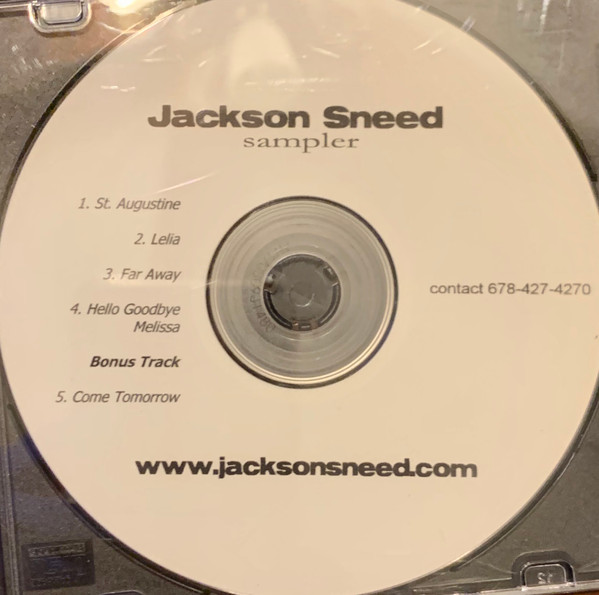 Jackson Sneed
sampler
1. St. Augustine
2. Lelia
3. Far Away
4. Hello Goodbye
Melissa
Bonus Track
5. Come Tomorrow
contact 678-427-4270
www.jacksonsneed.com